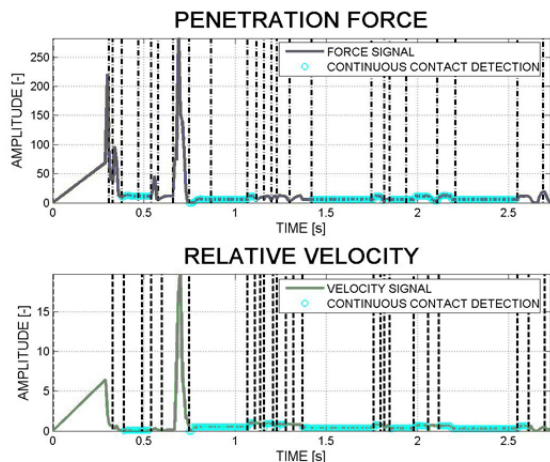 PENETRATION FORCE
AMPLITUDE [-]
250
200
150
100
50
0
FORCE SIGNAL
CONTINUOUS CONTACT DETECTION
0
0.5
1
1.5
2
2.5
TIME [s]
RELATIVE VELOCITY
AMPLITUDE [-]
15
10
5
0
VELOCITY SIGNAL
CONTINUOUS CONTACT DETECTION
0
0.5
1
1.5
2
2.5
TIME [s]